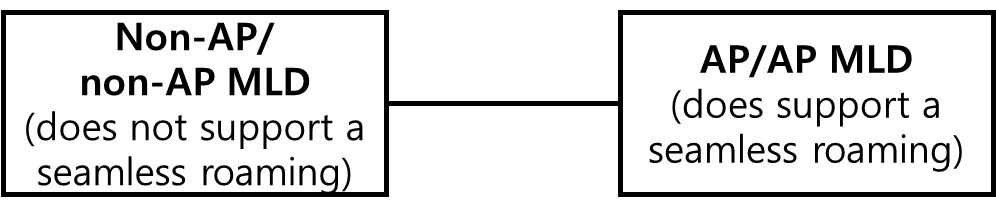 Non-AP/
non-AP MLD
(does not support a
seamless roaming)
AP/AP MLD
(does support a
seamless roaming)